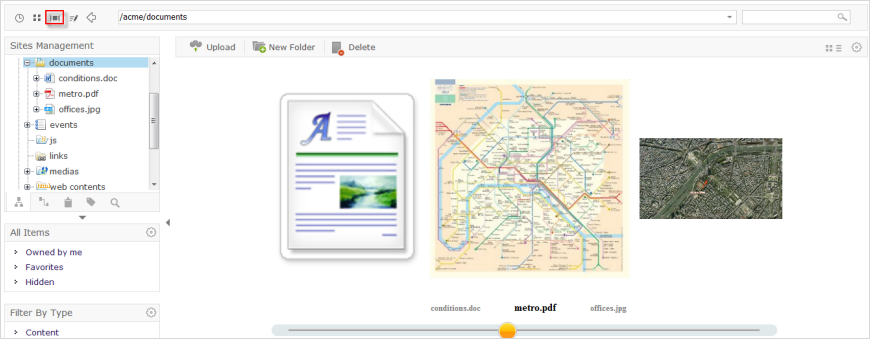 /acme/documents
Sites Management
documents
conditions.doc
metro.pdf
offices.jpg
events
js
links
medias
web contents
All Items
Owned by me
Favorites
Hidden
Filter By Type
Content
Upload
New Folder
Delete
conditions.doc
metro.pdf
offices.jpg